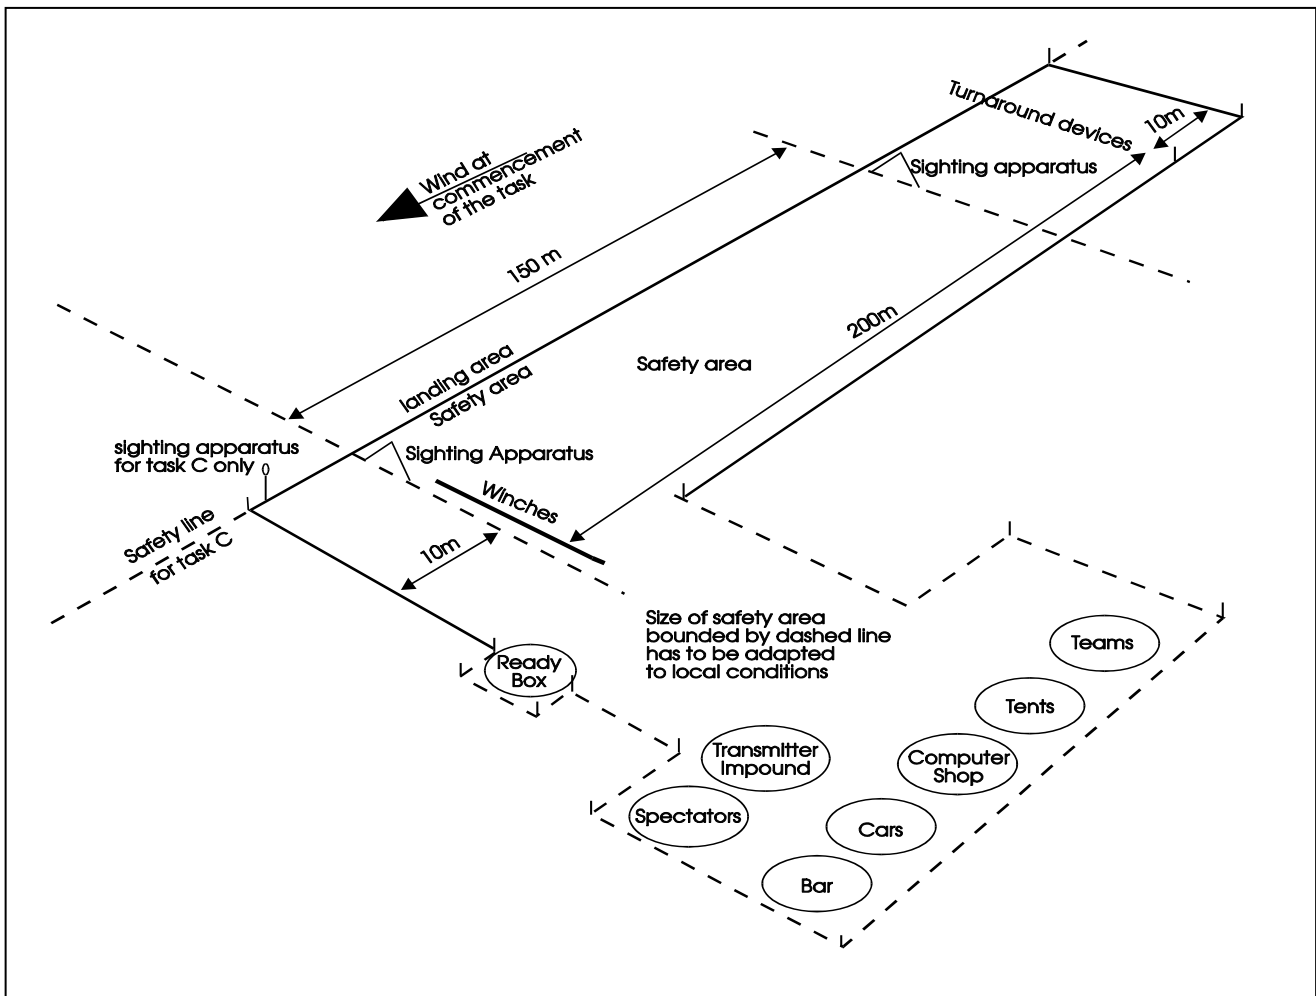 Turnaround devices
10m
Wind at
commencement
of the task
Sighting apparatus
150 m
200m
landing area
Safety area
Safety area
sighting apparatus
for task C only
Sighting Apparatus
Winches
Safety line
for task C
10m
Size of safety area
bounded by dashed line
has to be adapted
to local conditions
Ready
Box
Teams
Tents
Transmitter
Impound
Computer
Shop
Spectators
Cars
Bar